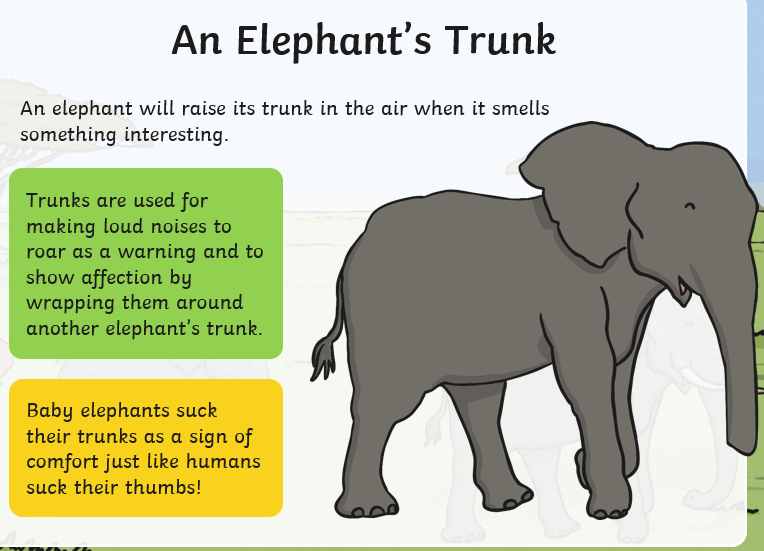 An Elephant's Trunk
An elephant will raise its trunk in the air when it smells
something interesting.
Trunks are used for
making loud noises to
roar as a warning and to
show affection by
wrapping them around
another elephant's trunk.
Baby elephants suck
their trunks as a sign of
comfort just like humans
suck their thumbs!